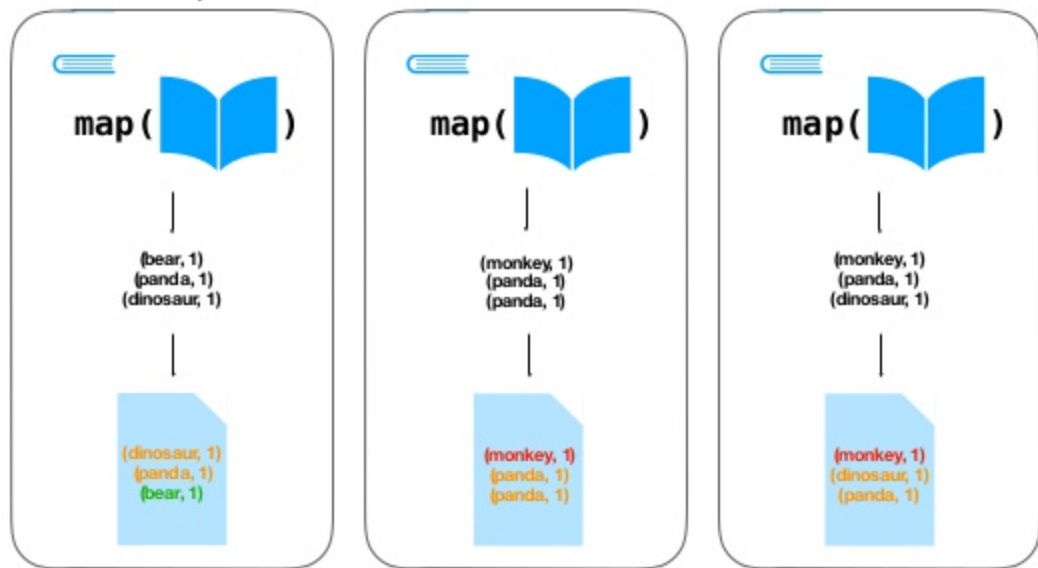 map( )
(bear, 1)
(panda, 1)
(dinosaur, 1)
(dinosaur, 1)
(panda, 1)
(bear, 1)
map( )
(monkey, 1)
(panda, 1)
(panda, 1)
(monkey, 1)
(panda, 1)
(panda, 1)
map( )
(monkey, 1)
(panda, 1)
(dinosaur, 1)
(monkey, 1)
(dinosaur, 1)
(panda, 1)